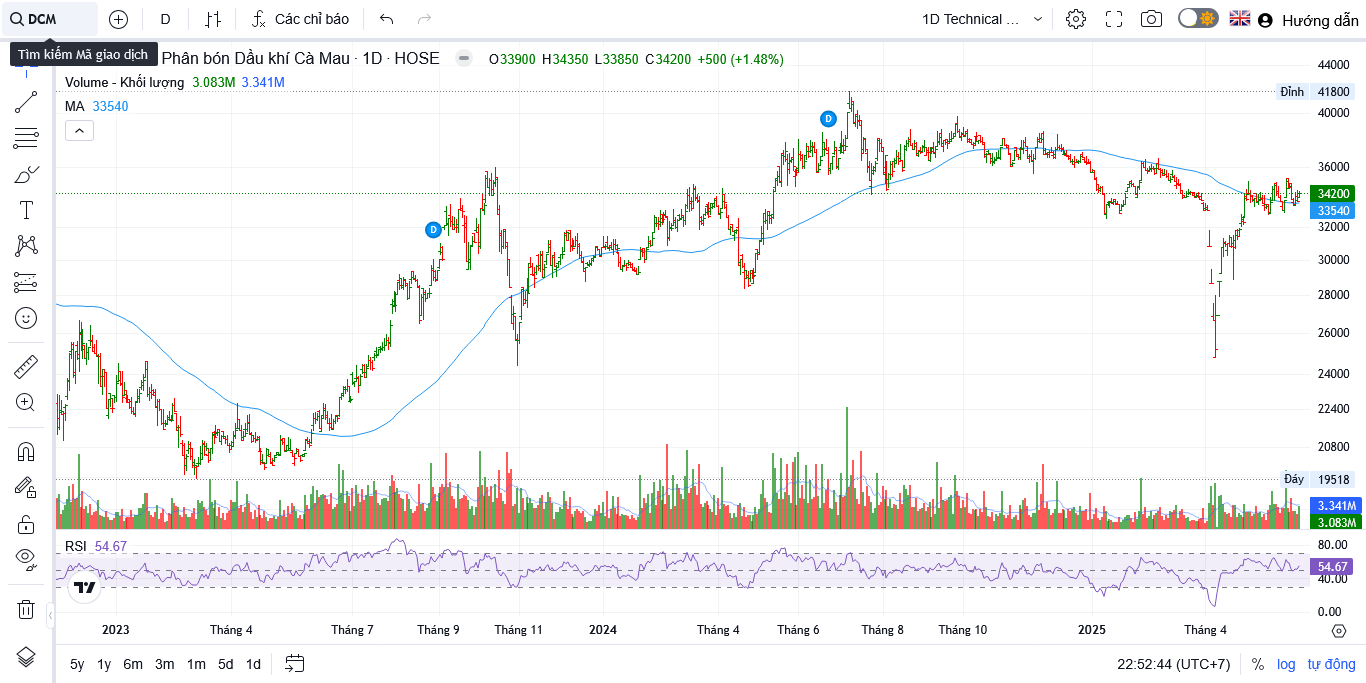 DCM
D
Các chỉ báo
1D Technical ...
Hướng dẫn
Tìm kiếm Mã giao dịch
Phân bón Dầu khí Cà Mau · 1D · HOSE
O33900 H34350 L33850 C34200 +500 (+1.48%)
Volume - Khối lượng 3.083M 3.341M
MA 33540
D
D
T
44000
Đỉnh 41800
40000
36000
34200
33540
32000
30000
28000
26000
24000
22400
20800
Đáy 19518
3.341M
3.083M
RSI 54.67
80.00
54.67
40.00
0.00
2023 Tháng 4 Tháng 7 Tháng 9 Tháng 11 2024 Tháng 4 Tháng 6 Tháng 8 Tháng 10 2025 Tháng 4
5y 1y 6m 3m 1m 5d 1d
22:52:44 (UTC+7) % log tự động